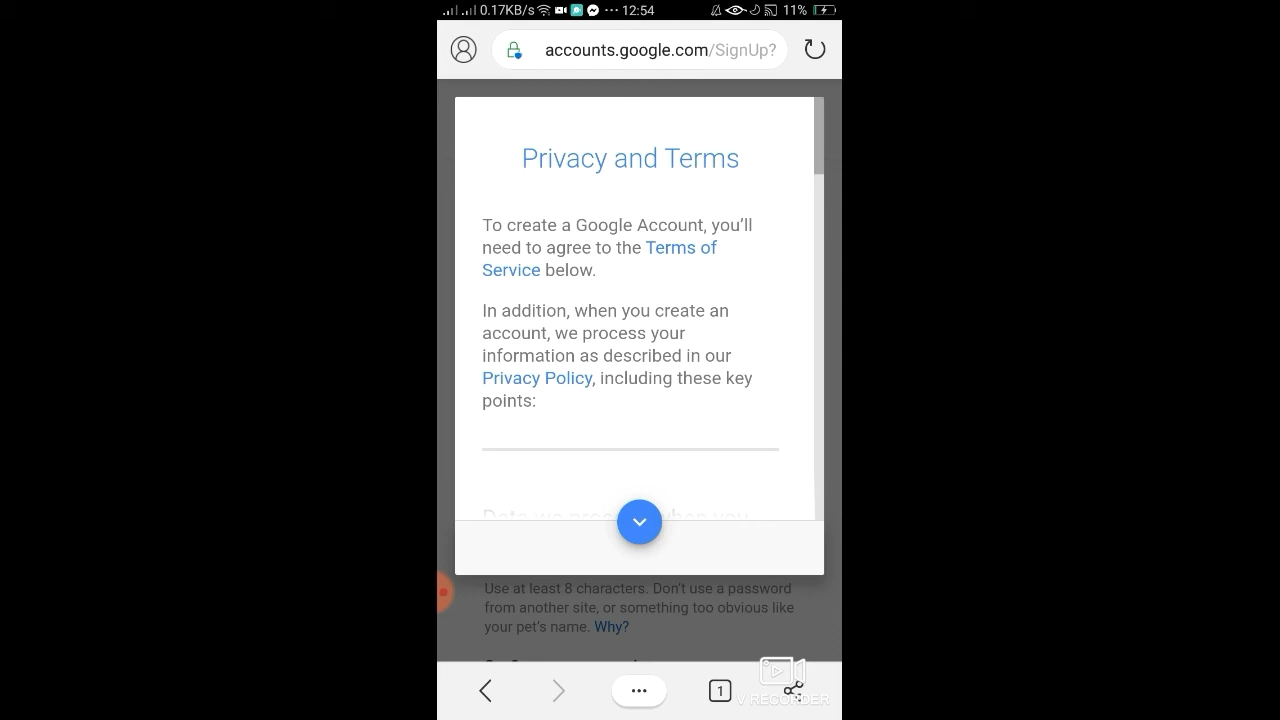 0.17KB/s 12:54 11%
accounts.google.com/SignUp?
Privacy and Terms
To create a Google Account, you'll
need to agree to the Terms of
Service below.
In addition, when you create an
account, we process your
information as described in our
Privacy Policy, including these key
points:
Use at least 8 characters. Don't use a password
from another site, or something too obvious like
your pet's name. Why?
1
V RECORDER